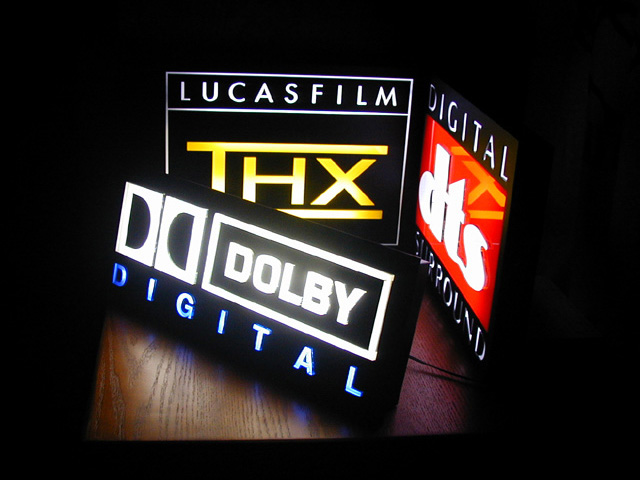 LUCASFILM
THX
DIGITAL
dts
SURROUND
DOLBY
DIGITAL